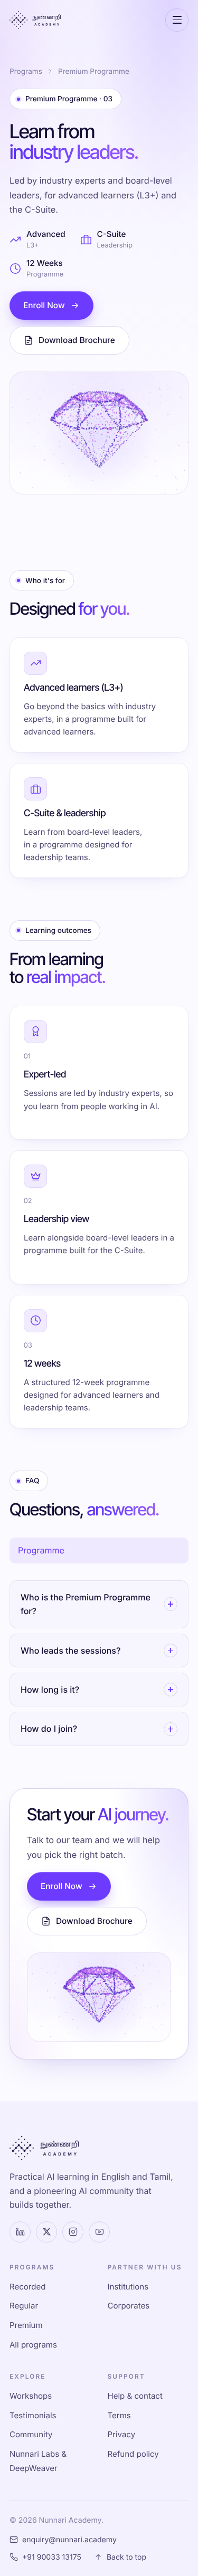 நுண்ணறி
ACADEMY
Programs > Premium Programme
Premium Programme · 03
Learn from
industry leaders.
Led by industry experts and board-level
leaders, for advanced learners (L3+) and
the C-Suite.
Advanced
L3+
C-Suite
Leadership
12 Weeks
Programme
Enroll Now →
Download Brochure
Who it's for
Designed for you.
Advanced learners (L3+)
Go beyond the basics with industry
experts, in a programme built for
advanced learners.
C-Suite & leadership
Learn from board-level leaders,
in a programme designed for
leadership teams.
Learning outcomes
From learning
to real impact.
01
Expert-led
Sessions are led by industry experts, so
you learn from people working in AI.
02
Leadership view
Learn alongside board-level leaders in a
programme built for the C-Suite.
03
12 weeks
A structured 12-week programme
designed for advanced learners and
leadership teams.
FAQ
Questions, answered.
Programme
Who is the Premium Programme
for?
Who leads the sessions?
How long is it?
How do I join?
Start your AI journey.
Talk to our team and we will help
you pick the right batch.
Enroll Now →
Download Brochure
நுண்ணறி
ACADEMY
Practical AI learning in English and Tamil,
and a pioneering AI community that
builds together.
PROGRAMS
Recorded
Regular
Premium
All programs
PARTNER WITH US
Institutions
Corporates
EXPLORE
Workshops
Testimonials
Community
Nunnari Labs &
DeepWeaver
SUPPORT
Help & contact
Terms
Privacy
Refund policy
© 2026 Nunnari Academy.
enquiry@nunnari.academy
+91 90033 13175
↑ Back to top